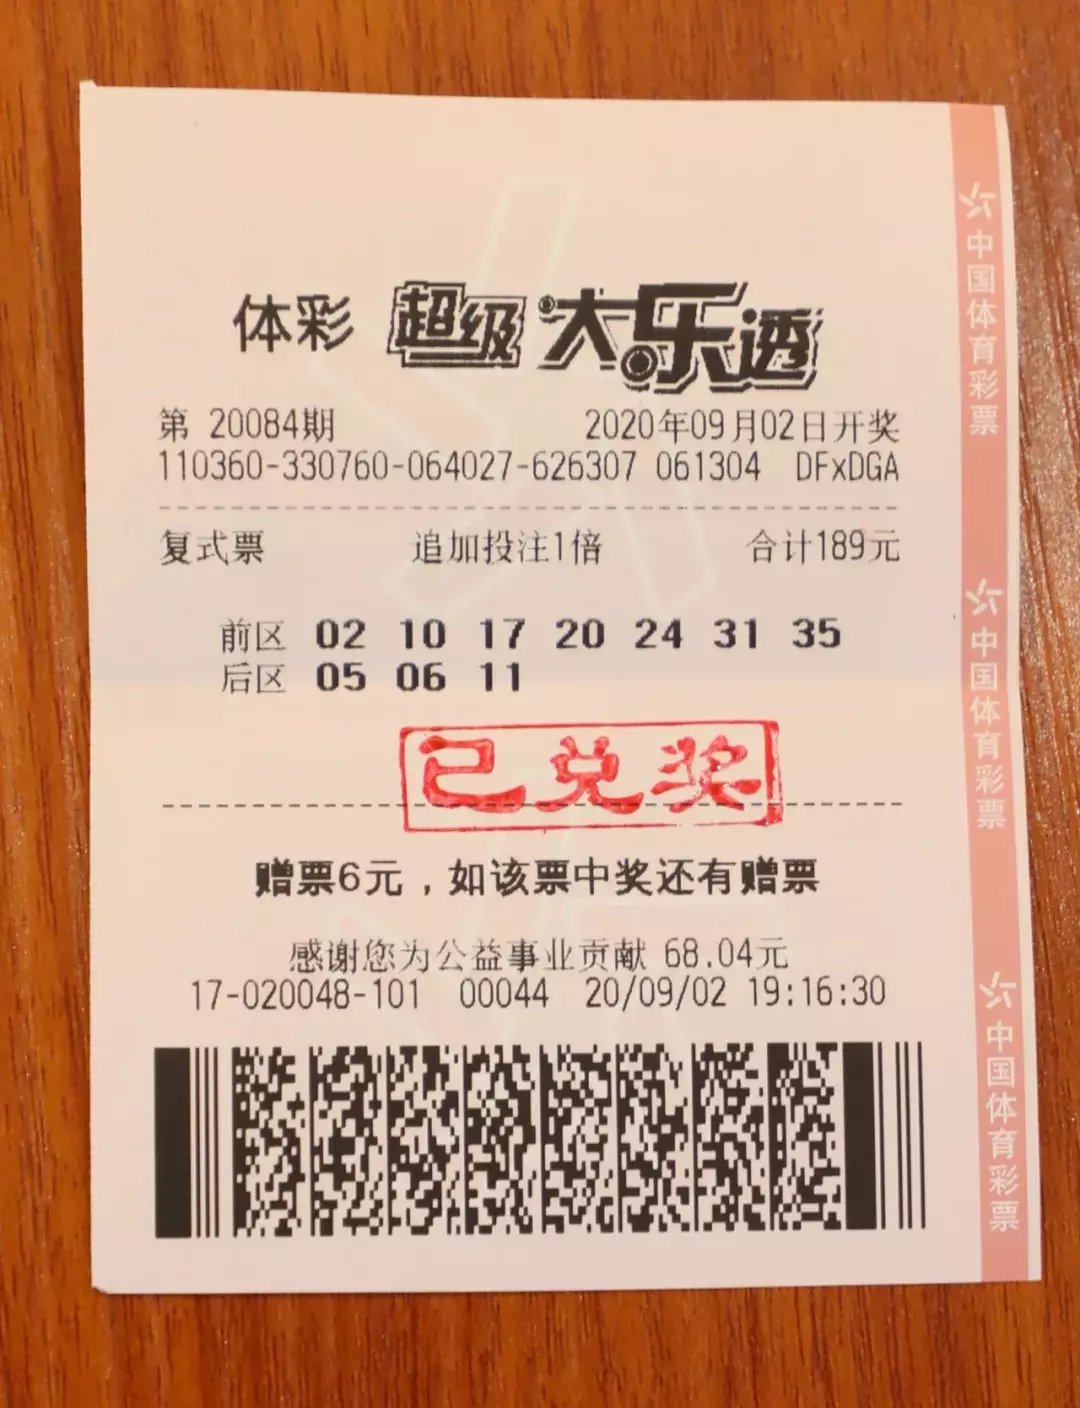 体彩 超级大乐透
第 20084期 2020年09月02日开奖
110360-330760-064027-626307 061304 DFxDGA
复式票 追加投注1倍 合计189元
前区 02 10 17 20 24 31 35
后区 05 06 11
已兑奖
赠票6元，如该票中奖还有赠票
感谢您为公益事业贡献 68.04元
17-020048-101 00044 20/09/02 19:16:30
中国体育彩票
中国体育彩票
中国体育彩票